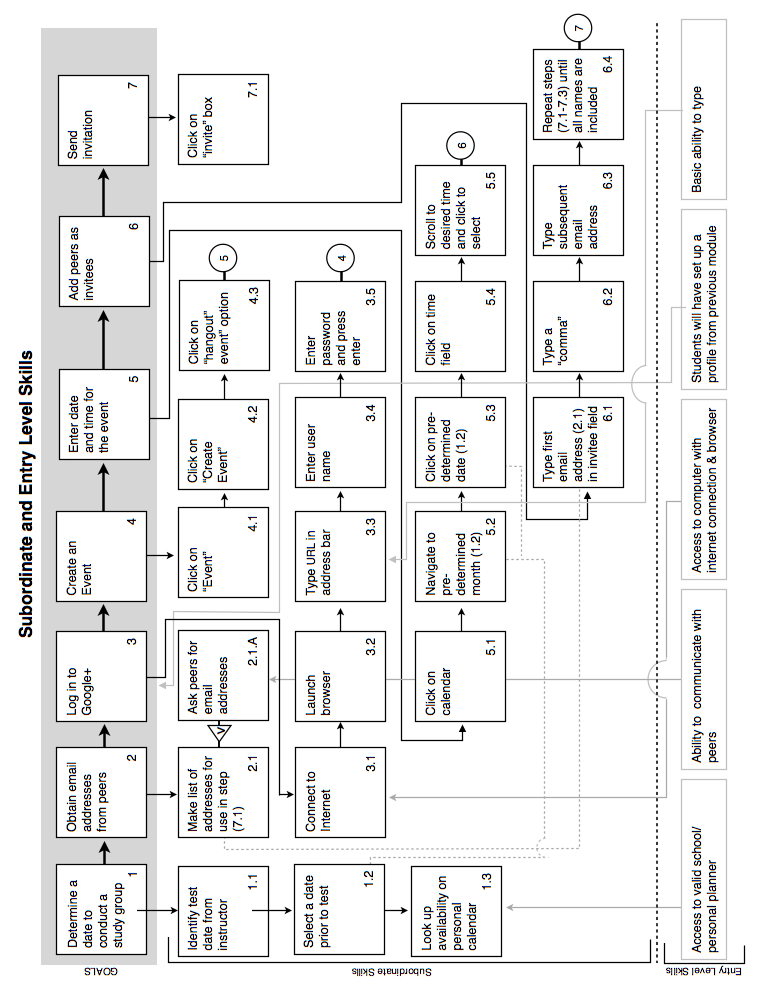 Subordinate and Entry Level Skills
GOALS
Determine a
date to
conduct a
study group
1
Obtain email
addresses
from peers
2
Log in to
Google+
3
Create an
Event
4
Enter date
and time for
the event
5
Add peers as
invitees
6
Send
invitation
7
Subordinate Skills
Identify test
date from
instructor
1.1
Make list of
addresses for
use in step
(7.1)
2.1
V
Ask peers for
email
addresses
2.1.A
Click on
"Event"
4.1
Click on
"Create
Event"
4.2
Click on
"hangout"
event" option
4.3
5
Click on
"invite" box
7.1
Select a date
prior to test
1.2
Connect to
Internet
3.1
Launch
browser
3.2
Type URL in
address bar
3.3
Enter user
name
3.4
Enter
password
and press
enter
3.5
4
Look up
availability on
personal
calendar
1.3
Click on
calendar
5.1
Navigate to
pre-
determined
month (1.2)
5.2
Click on pre-
determined
date (1.2)
5.3
Click on time
field
5.4
Scroll to
desired time
and click to
select
5.5
6
Type first
email
address (2.1)
in invitee field
6.1
Type a
"comma"
6.2
Type
subsequent
email
address
6.3
Repeat steps
(7.1-7.3) until
all names are
included
6.4
7
Entry Level Skills
Access to valid school/
personal planner
Ability to communicate with
peers
Access to computer with
internet connection & browser
Students will have set up a
profile from previous module
Basic ability to type